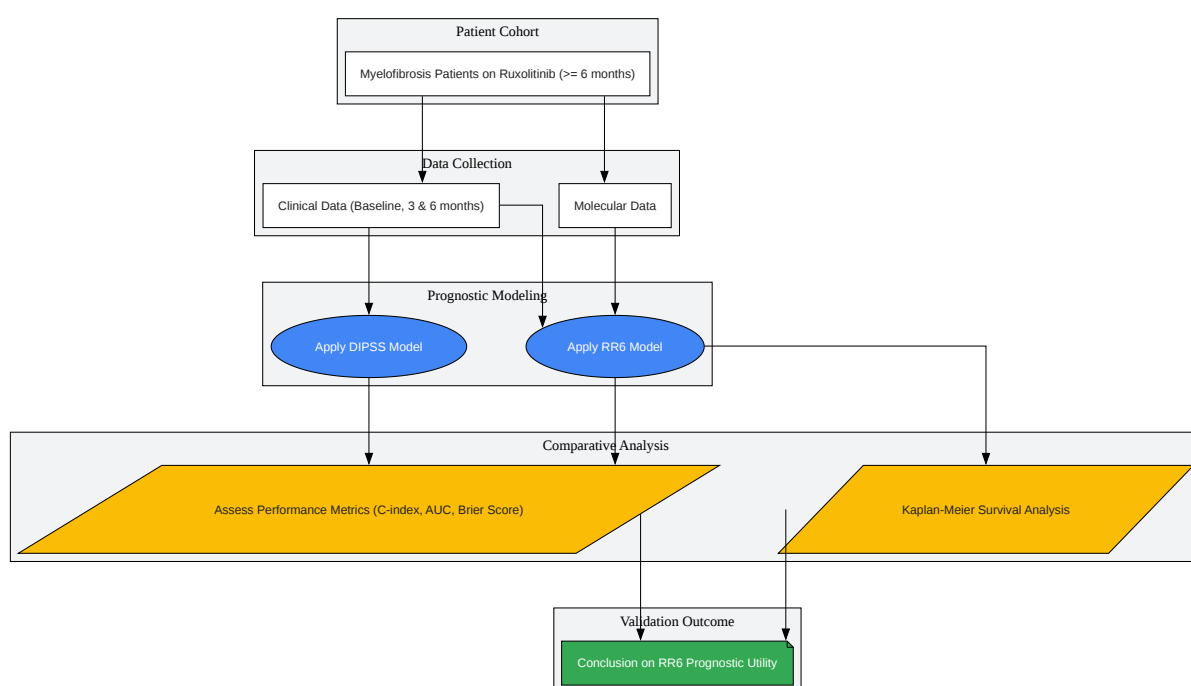 Patient Cohort
Myelofibrosis Patients on Ruxolitinib (>= 6 months)
Data Collection
Clinical Data (Baseline, 3 & 6 months)
Molecular Data
Prognostic Modeling
Apply DIPSS Model
Apply RR6 Model
Comparative Analysis
Assess Performance Metrics (C-index, AUC, Brier Score)
Kaplan-Meier Survival Analysis
Validation Outcome
Conclusion on RR6 Prognostic Utility